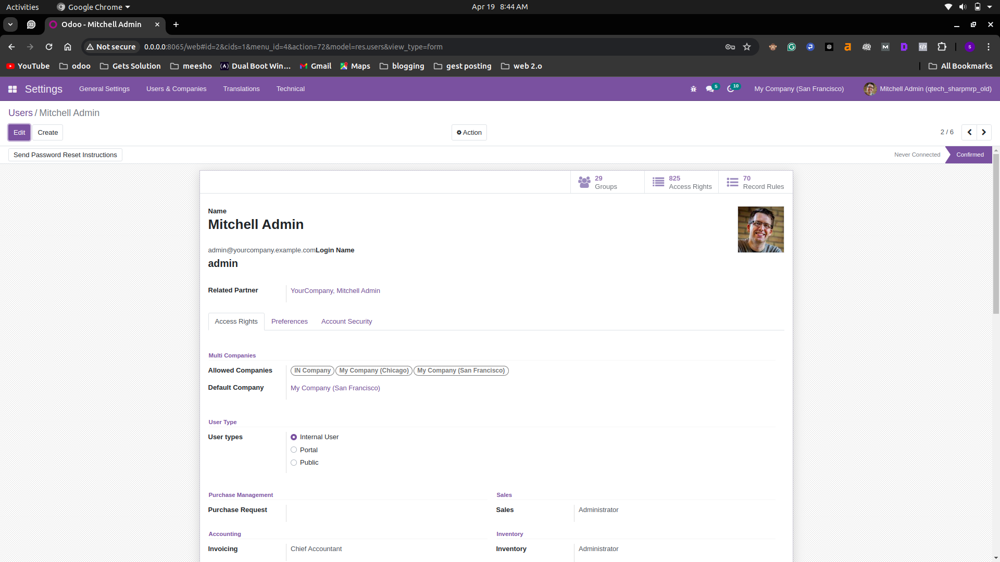 Activities Google Chrome Apr 19 8:44 AM
32 Odoo - Mitchell Admin
Not secure 0.0.0.0:8065/web#id=2&cids=1&menu_id=4&action=72&model=res.users&view_type=form
YouTube odoo Gets Solution meesho Dual Boot Win... Gmail Maps blogging gest posting web 2.o All Bookmarks
Settings General Settings Users & Companies Translations Technical 5 10 My Company (San Francisco) Mitchell Admin (qtech_sharpmrp_old)
Users / Mitchell Admin
Edit Create Action 2 / 6
Send Password Reset Instructions Never Connected Confirmed
29 Groups 825 Access Rights 70 Record Rules
Name
Mitchell Admin
admin@yourcompany.example.comLogin Name
admin
Related Partner YourCompany, Mitchell Admin
Access Rights Preferences Account Security
Multi Companies
Allowed Companies IN Company My Company (Chicago) My Company (San Francisco)
Default Company My Company (San Francisco)
User Type
User types Internal User
Portal
Public
Purchase Management Sales
Purchase Request Sales Administrator
Accounting Inventory
Invoicing Chief Accountant Inventory Administrator